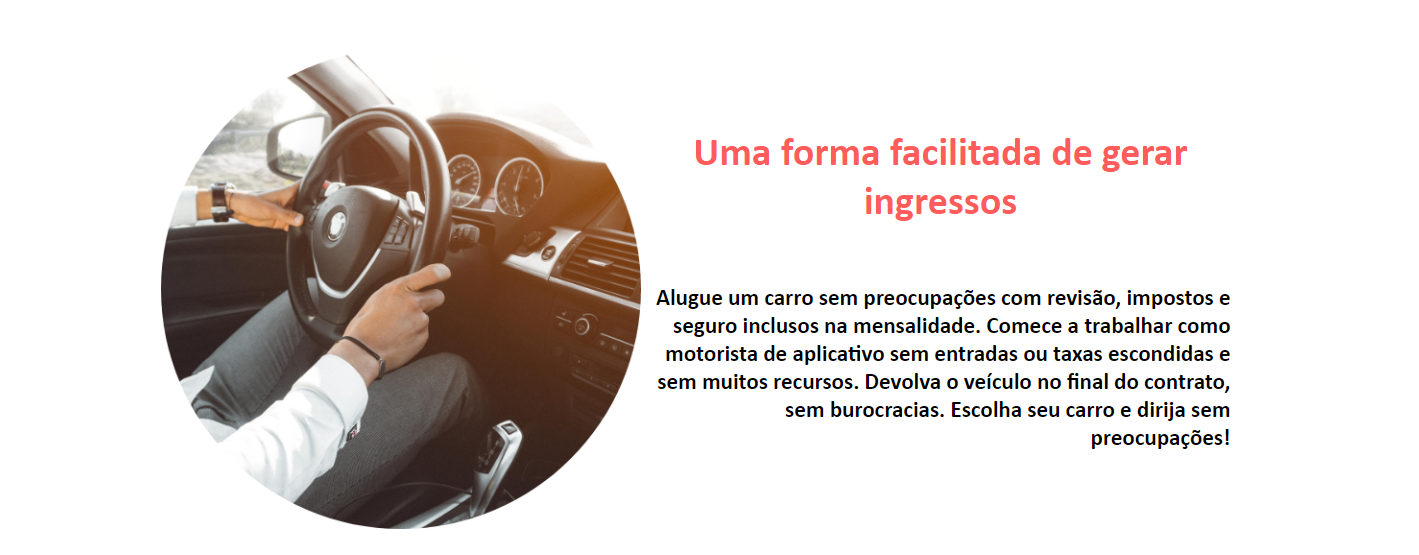 Uma forma facilitada de gerar
ingressos
Alugue um carro sem preocupações com revisão, impostos e
seguro inclusos na mensalidade. Comece a trabalhar como
motorista de aplicativo sem entradas ou taxas escondidas e
sem muitos recursos. Devolva o veículo no final do contrato,
sem burocracias. Escolha seu carro e dirija sem
preocupações!